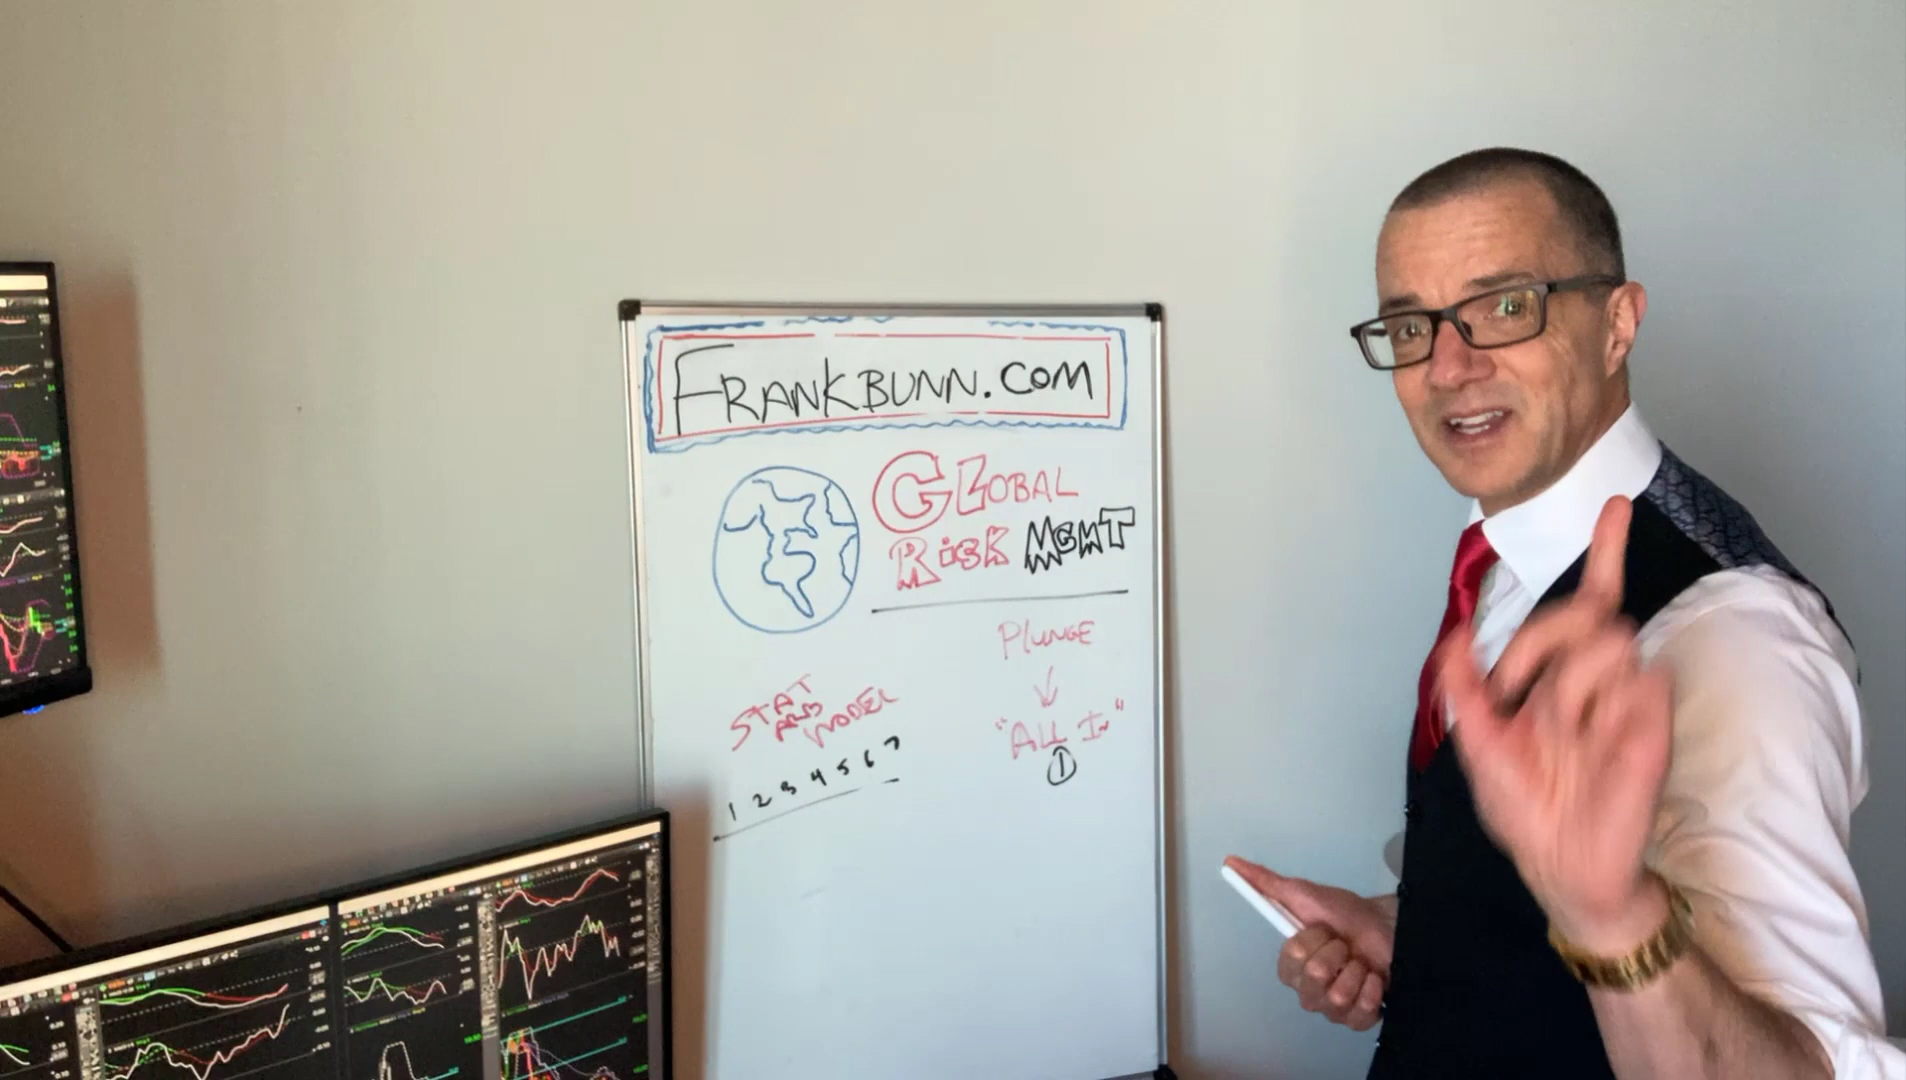 FRANKBUNN.COM
GLOBAL
RISK MGMT
PLUNGE
"ALL IN"
1
STAT
ARB
MODEL
1 2 3 4 5 6 7